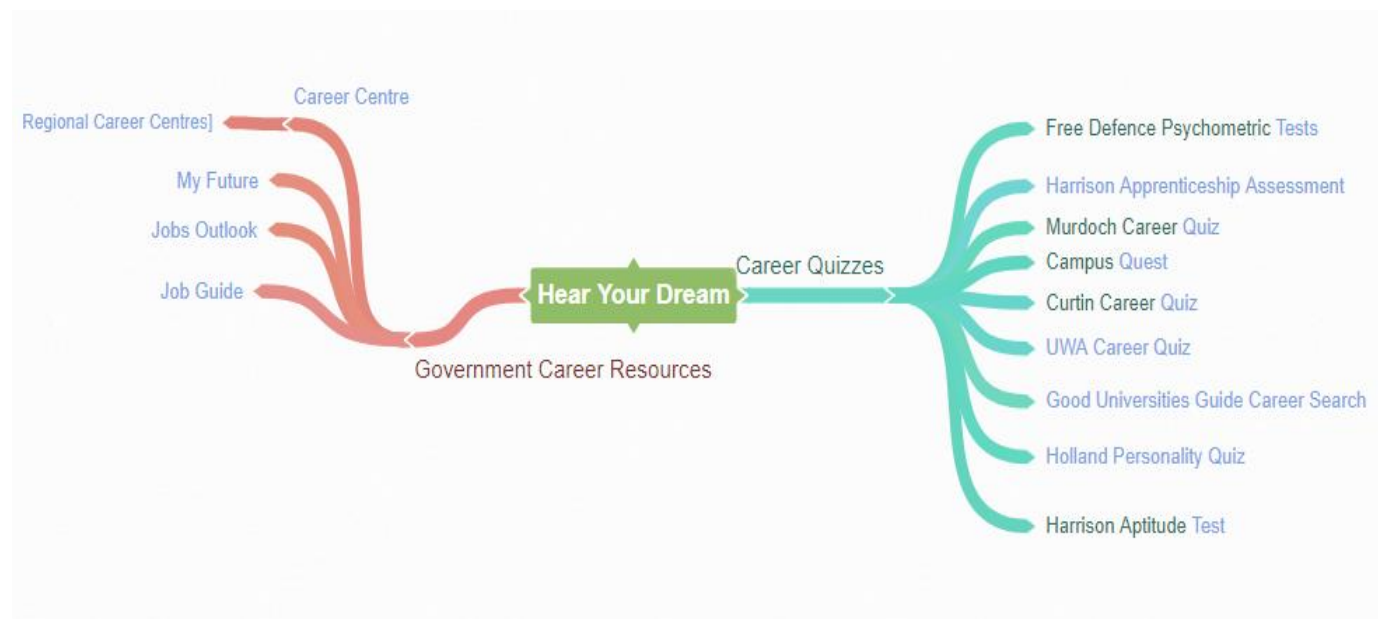 Career Centre
Regional Career Centres]
My Future
Jobs Outlook
Job Guide
Government Career Resources
Hear Your Dream
Career Quizzes
Free Defence Psychometric Tests
Harrison Apprenticeship Assessment
Murdoch Career Quiz
Campus Quest
Curtin Career Quiz
UWA Career Quiz
Good Universities Guide Career Search
Holland Personality Quiz
Harrison Aptitude Test